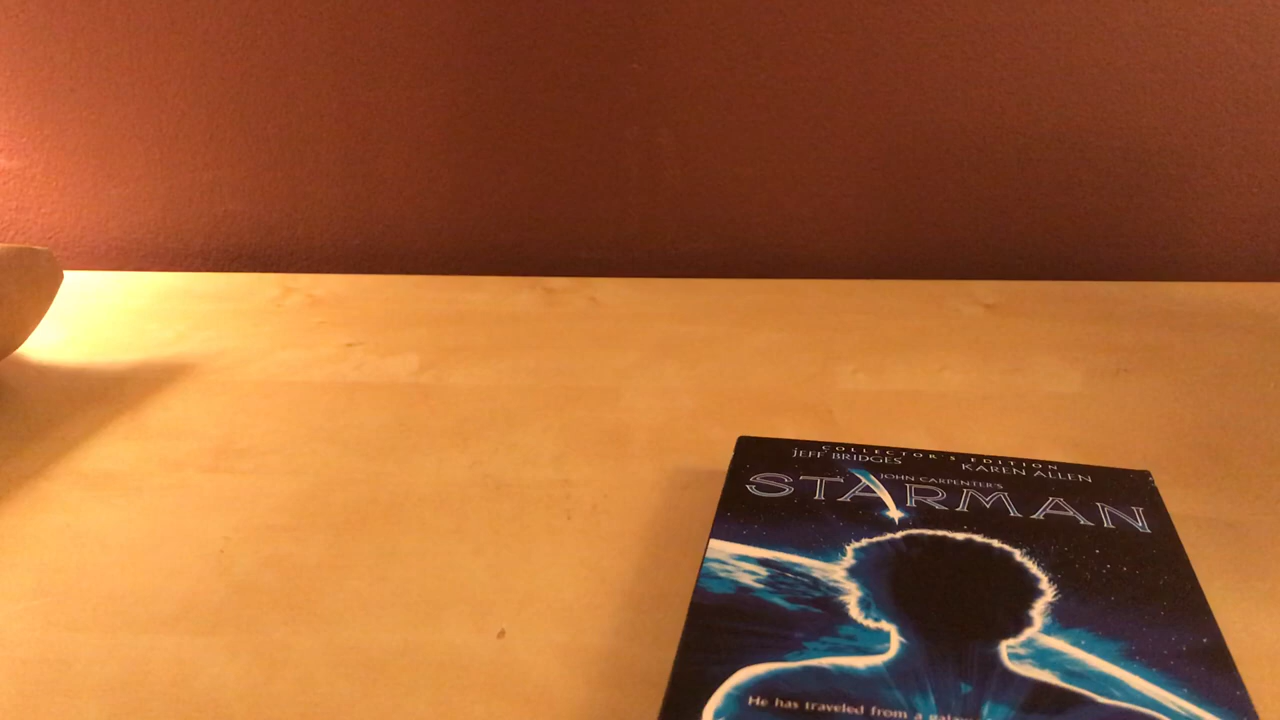 COLLECTOR'S EDITION
JEFF BRIDGES KAREN ALLEN
JOHN CARPENTER'S
STARMAN
He has traveled from a